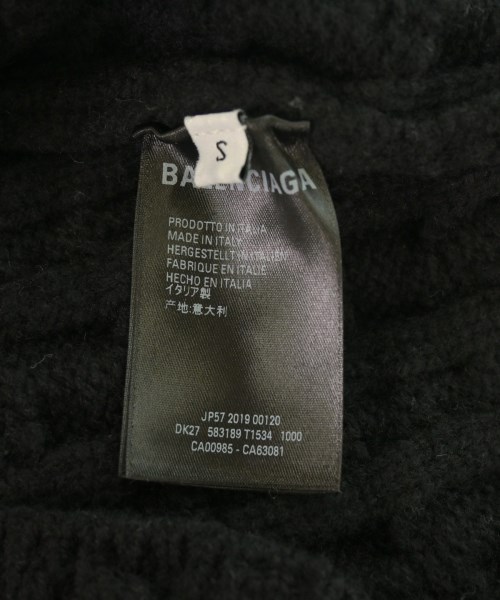 S
BALENCIAGA
PRODOTTO IN ITALIA
MADE IN ITALY
HERGESTELLT IN ITALIEN
FABRIQUE EN ITALIE
HECHO EN ITALIA
イタリア製
产地:意大利
JP57 2019 00120
DK27 583189 T1534 1000
CA00985 - CA63081